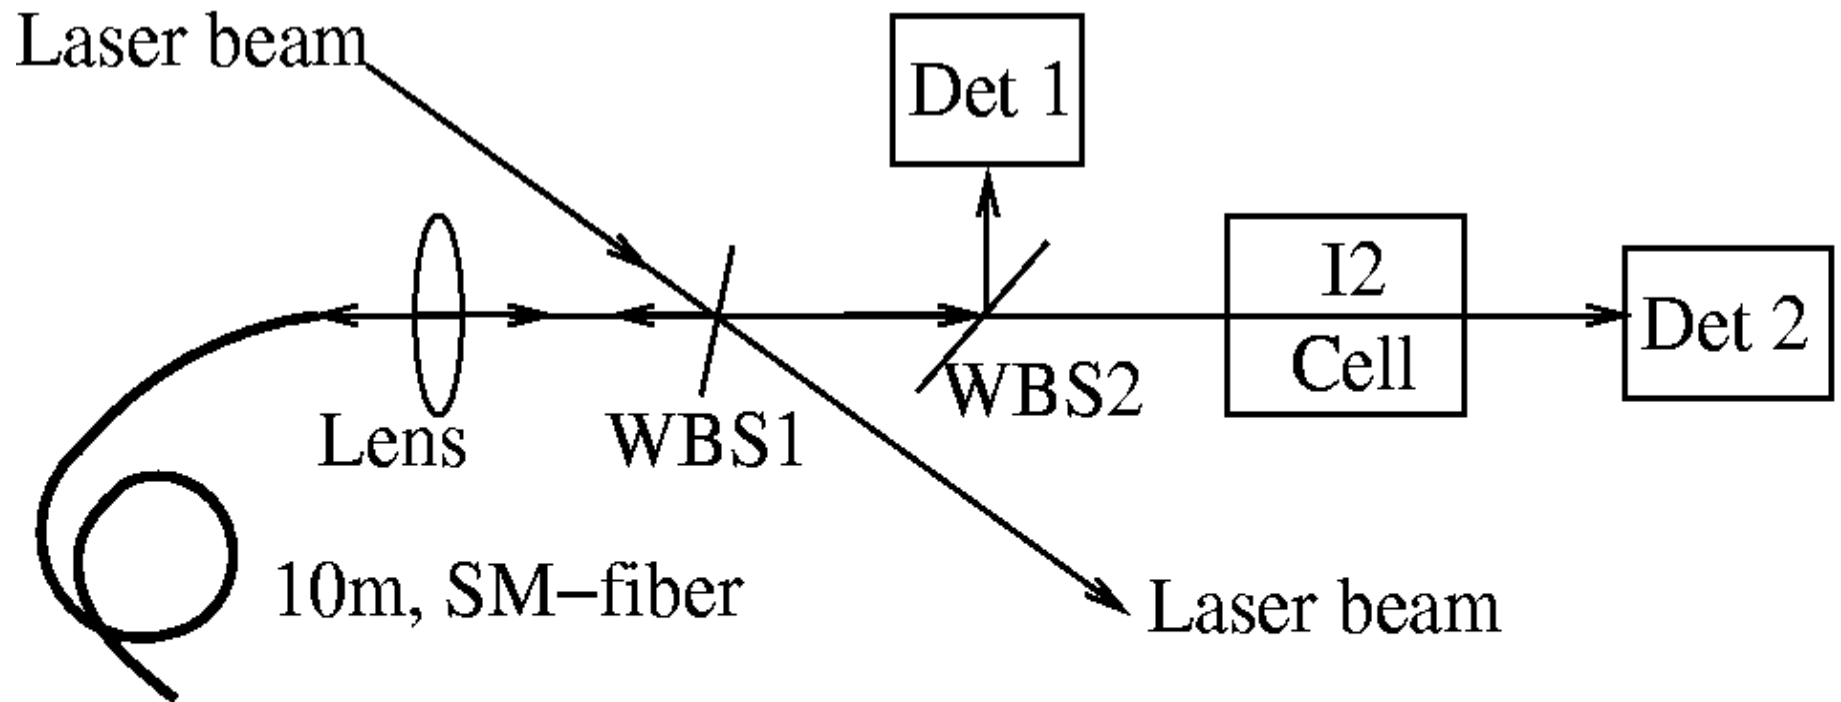 Laser beam
Det 1
I2
Cell
Det 2
Lens
WBS1
WBS2
10m, SM-fiber
Laser beam